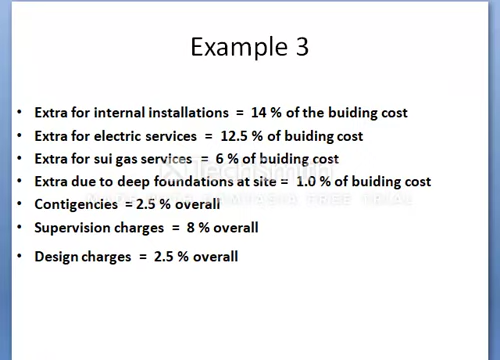 Example 3
• Extra for internal installations = 14 % of the buiding cost
• Extra for electric services = 12.5 % of buiding cost
• Extra for sui gas services = 6 % of buiding cost
• Extra due to deep foundations at site = 1.0 % of buiding cost
• Contigencies = 2.5 % overall
• Supervision charges = 8 % overall
• Design charges = 2.5 % overall